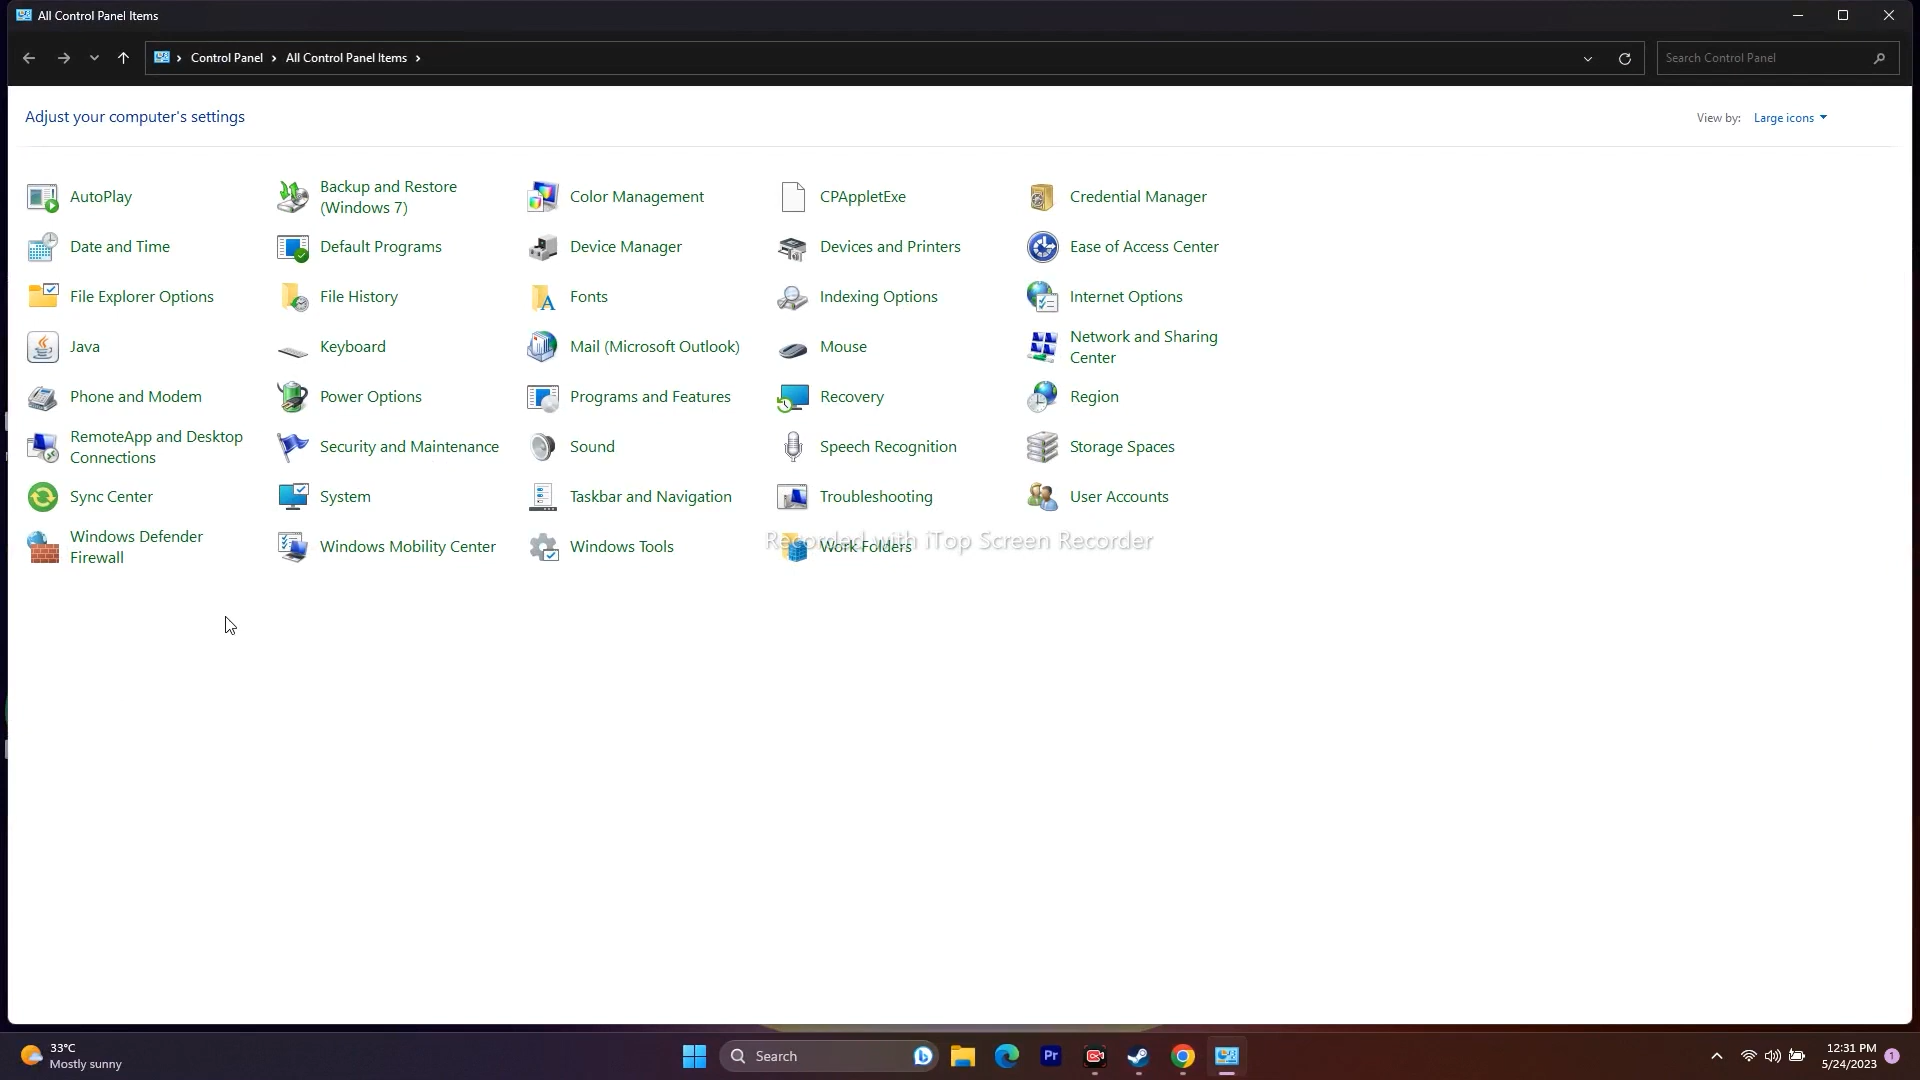 All Control Panel Items
Control Panel
All Control Panel Items
Search Control Panel
Adjust your computer's settings
View by:
Large icons
AutoPlay
Backup and Restore
(Windows 7)
Color Management
CPAppletExe
Credential Manager
Date and Time
Default Programs
Device Manager
Devices and Printers
Ease of Access Center
File Explorer Options
File History
Fonts
Indexing Options
Internet Options
Java
Keyboard
Mail (Microsoft Outlook)
Mouse
Network and Sharing
Center
Phone and Modem
Power Options
Programs and Features
Recovery
Region
RemoteApp and Desktop
Connections
Security and Maintenance
Sound
Speech Recognition
Storage Spaces
Sync Center
System
Taskbar and Navigation
Troubleshooting
User Accounts
Windows Defender
Firewall
Windows Mobility Center
Windows Tools
Work Folders
Recorded with iTop Screen Recorder
33°C
Mostly sunny
Search
Pr
12:31 PM
5/24/2023
1